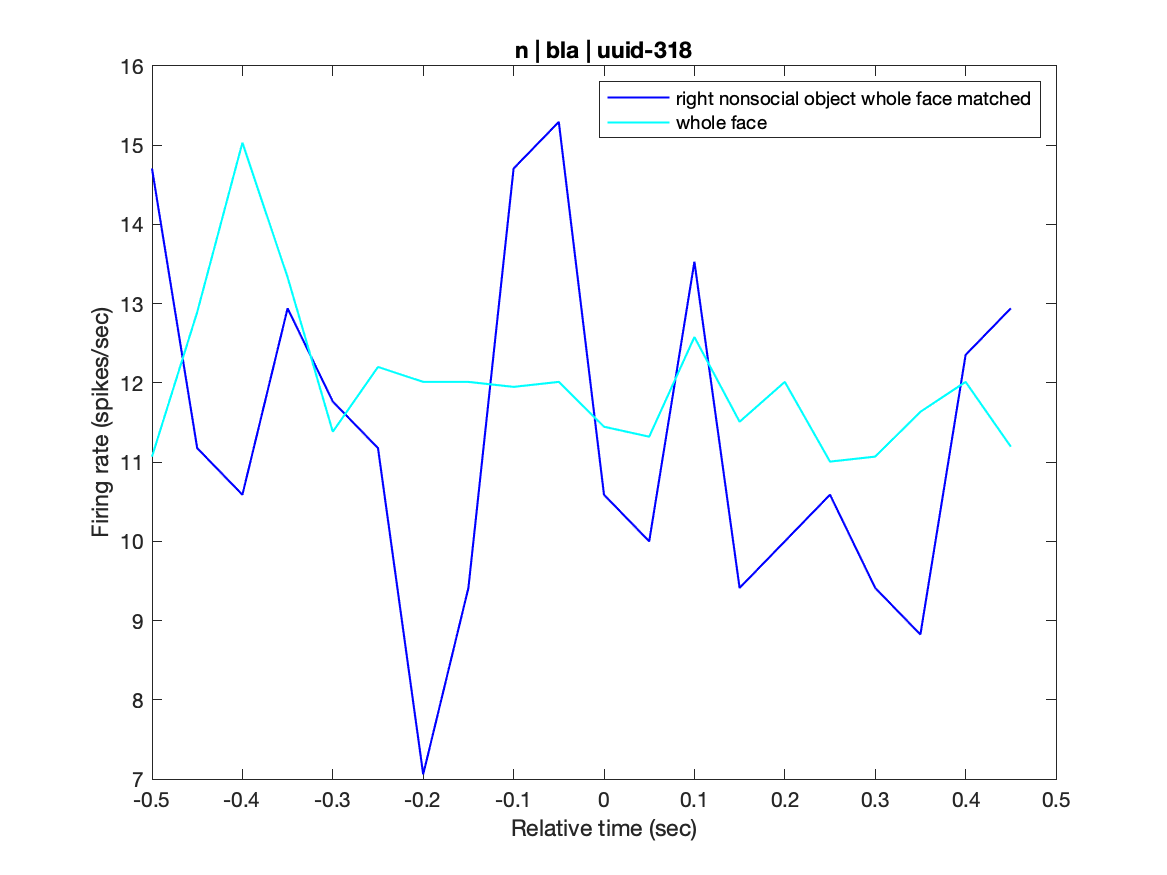 n | bla | uuid-318
right nonsocial object whole face matched
whole face
Firing rate (spikes/sec)
16
15
14
13
12
11
10
9
8
7
-0.5 -0.4 -0.3 -0.2 -0.1 0 0.1 0.2 0.3 0.4 0.5
Relative time (sec)